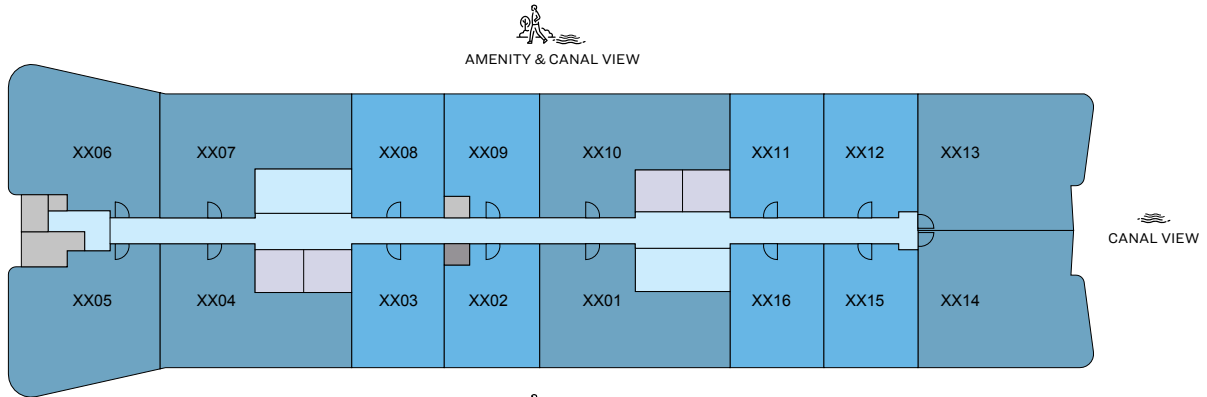 AMENITY & CANAL VIEW
XX06 XX07 XX08 XX09 XX10 XX11 XX12 XX13
CANAL VIEW
XX05 XX04 XX03 XX02 XX01 XX16 XX15 XX14